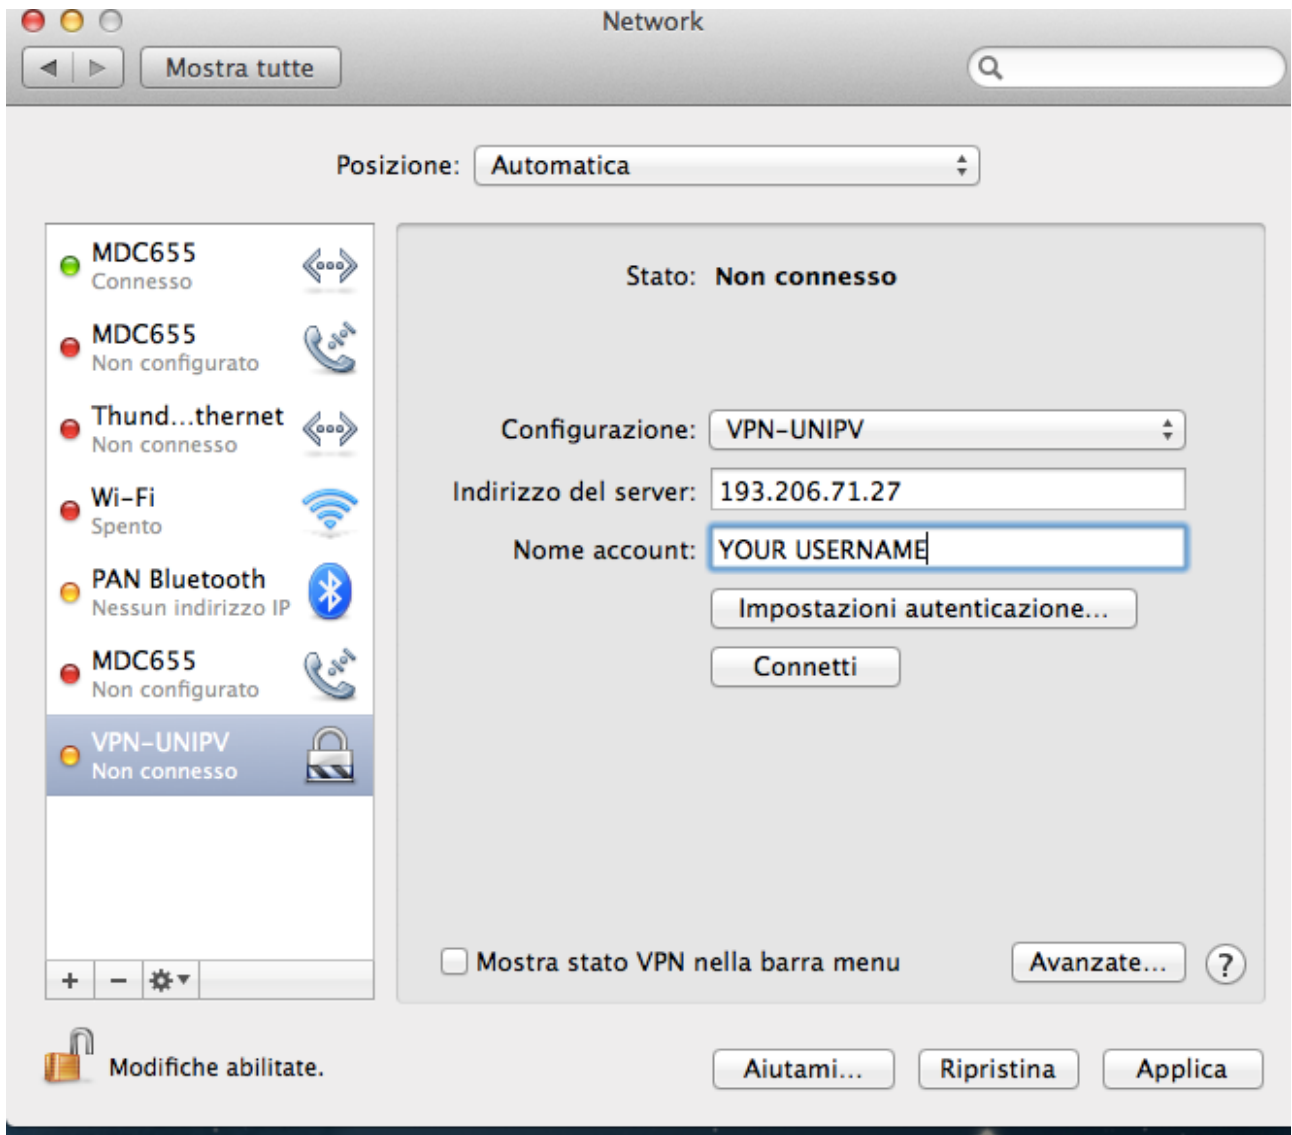 Network
Mostra tutte
Posizione: Automatica
MDC655
Connesso
MDC655
Non configurato
Thund...thernet
Non connesso
Wi-Fi
Spento
PAN Bluetooth
Nessun indirizzo IP
MDC655
Non configurato
VPN-UNIPV
Non connesso
Stato: Non connesso
Configurazione: VPN-UNIPV
Indirizzo del server: 193.206.71.27
Nome account: YOUR USERNAME
Impostazioni autenticazione...
Connetti
Mostra stato VPN nella barra menu
Avanzate... ?
Modifiche abilitate.
Aiutami... Ripristina Applica